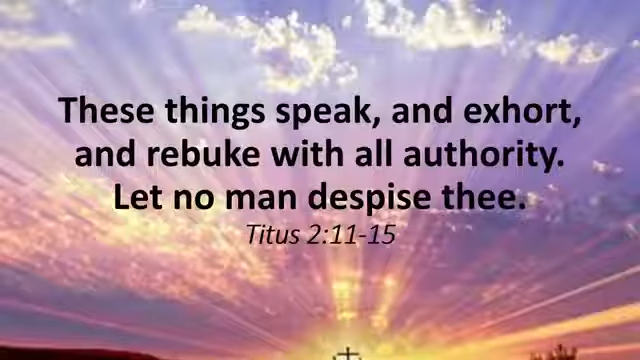 These things speak, and exhort,
and rebuke with all authority.
Let no man despise thee.
Titus 2:11-15